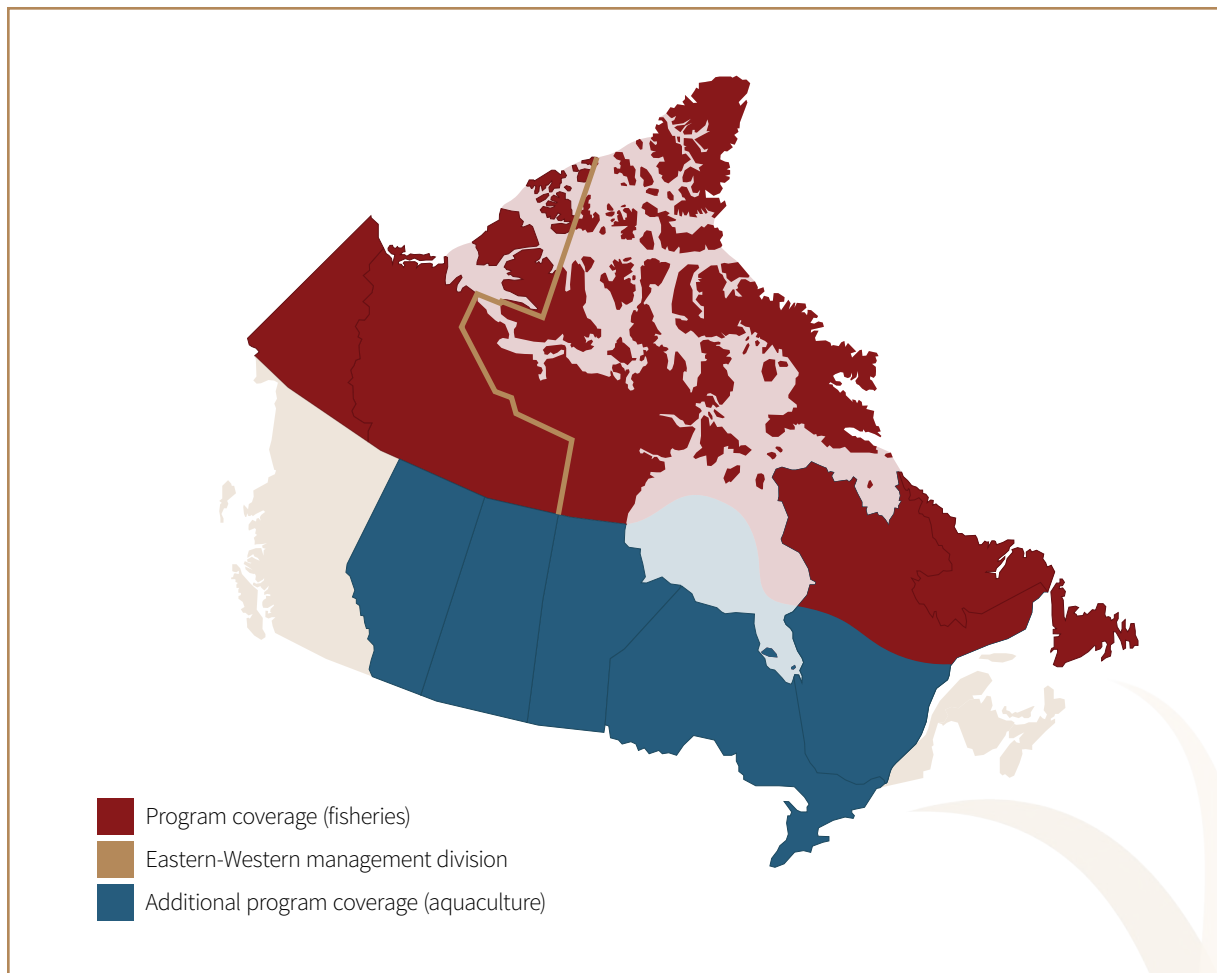 Program coverage (fisheries)
Eastern-Western management division
Additional program coverage (aquaculture)